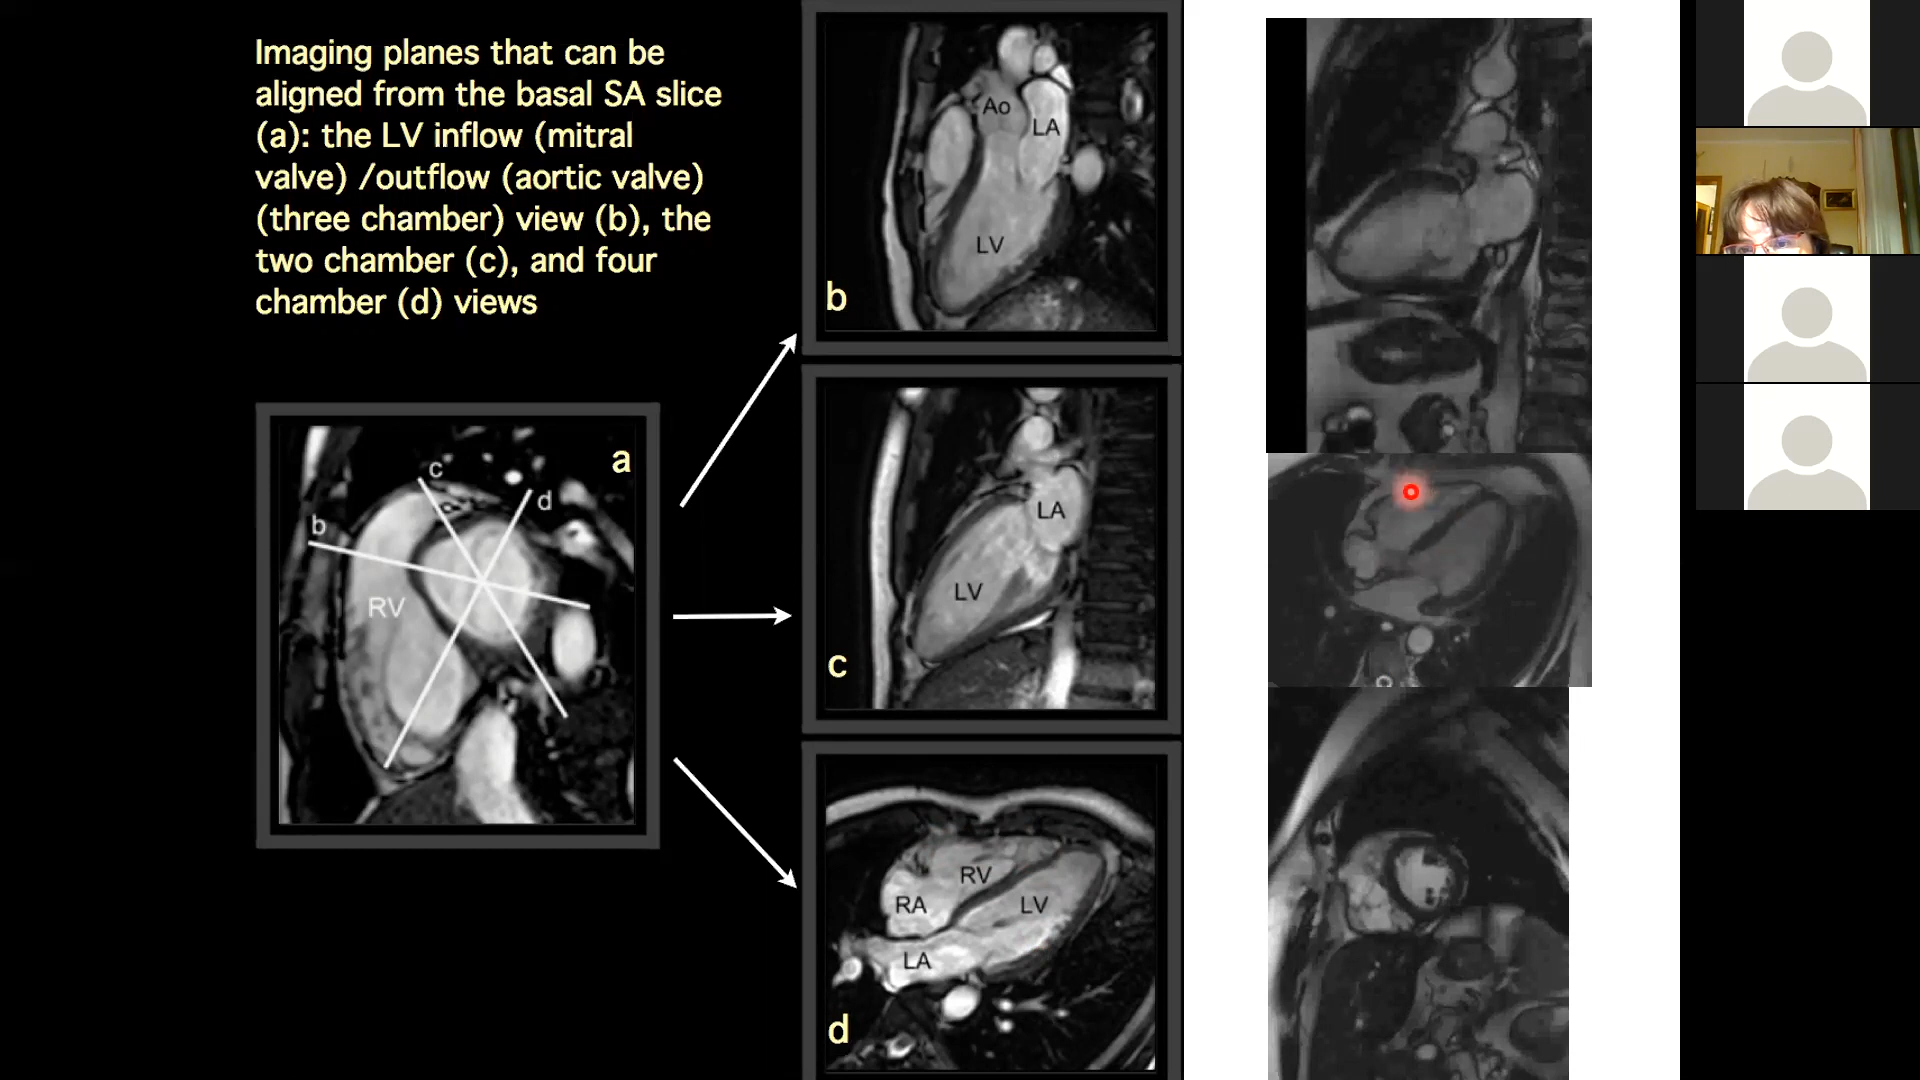 Imaging planes that can be
aligned from the basal SA slice
(a): the LV inflow (mitral
valve) /outflow (aortic valve)
(three chamber) view (b), the
two chamber (c), and four
chamber (d) views
a
c
d
b
RV
Ao
LA
LV
b
LA
LV
c
RV
RA
LV
LA
d